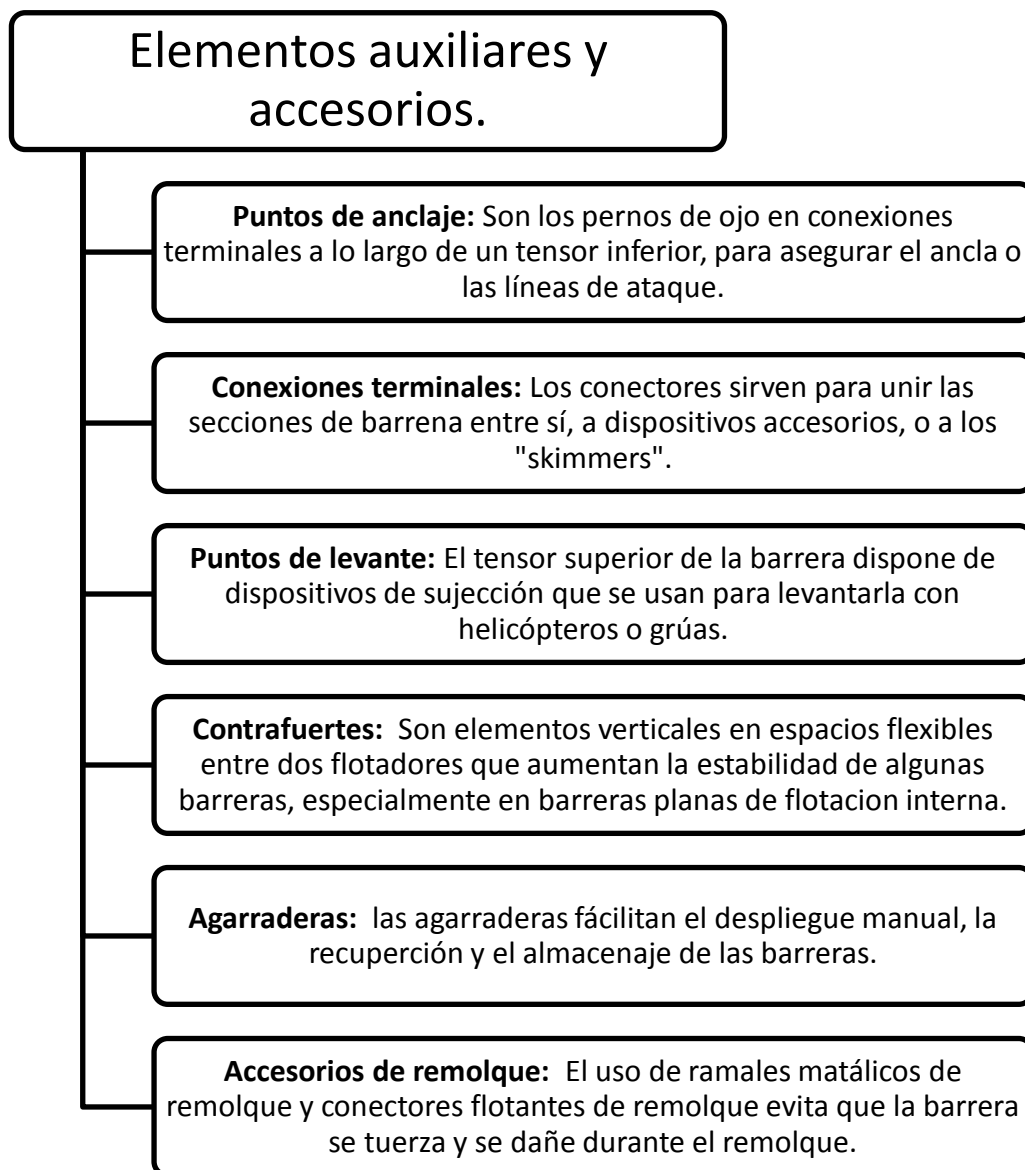 Elementos auxiliares y
accesorios.
Puntos de anclaje: Son los pernos de ojo en conexiones
terminales a lo largo de un tensor inferior, para asegurar el ancla o
las líneas de ataque.
Conexiones terminales: Los conectores sirven para unir las
secciones de barrena entre sí, a dispositivos accesorios, o a los
"skimmers".
Puntos de levante: El tensor superior de la barrera dispone de
dispositivos de sujección que se usan para levantarla con
helicópteros o grúas.
Contrafuertes: Son elementos verticales en espacios flexibles
entre dos flotadores que aumentan la estabilidad de algunas
barreras, especialmente en barreras planas de flotacion interna.
Agarraderas: las agarraderas fácilitan el despliegue manual, la
recuperción y el almacenaje de las barreras.
Accesorios de remolque: El uso de ramales matálicos de
remolque y conectores flotantes de remolque evita que la barrera
se tuerza y se dañe durante el remolque.